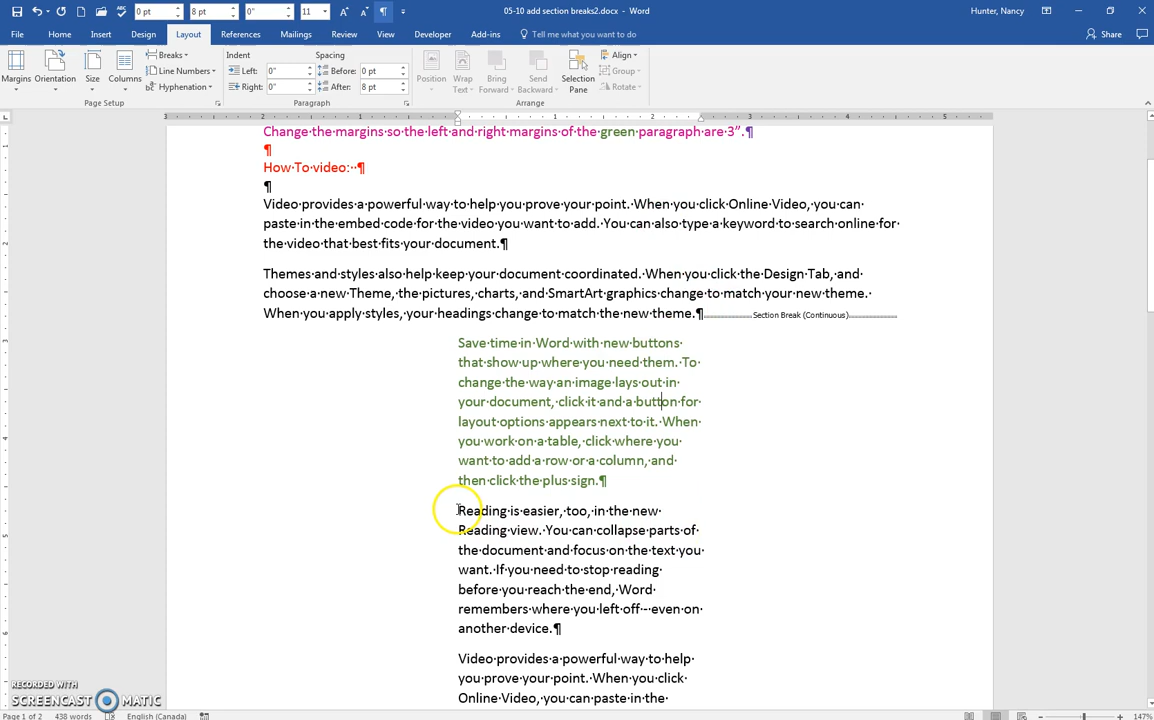 0 pt 8 pt 0" 11 05-10 add section breaks2.docx - Word Hunter, Nancy
File Home Insert Design Layout References Mailings Review View Developer Add-ins Tell me what you want to do Share
Breaks Indent Spacing Align
Line Numbers Left: 0" Before: 0 pt Group
Hyphenation Right: 0" After: 8 pt Rotate
Margins Orientation Size Columns Position Wrap Text Bring Forward Send Backward Selection Pane
Page Setup Paragraph Arrange
3 2 1 1 2 3 4 5
Change the margins so the left and right margins of the green paragraph are 3".¶
¶
How To video: ¶
¶
Video provides a powerful way to help you prove your point. When you click Online Video, you can
paste in the embed code for the video you want to add. You can also type a keyword to search online for
the video that best fits your document.¶
Themes and styles also help keep your document coordinated. When you click the Design Tab, and
choose a new Theme, the pictures, charts, and SmartArt graphics change to match your new theme.
When you apply styles, your headings change to match the new theme.¶ Section Break (Continuous)
Save time in Word with new buttons
that show up where you need them. To
change the way an image lays out in
your document, click it and a button for
layout options appears next to it. When
you work on a table, click where you
want to add a row or a column, and
then click the plus sign.¶
Reading is easier, too, in the new
Reading view. You can collapse parts of
the document and focus on the text you
want. If you need to stop reading
before you reach the end, Word
remembers where you left off - even on
another device.¶
Video provides a powerful way to help
you prove your point. When you click
Online Video, you can paste in the
RECORDED WITH
SCREENCAST MATIC
Page 1 of 2 438 words English (Canada) 147%